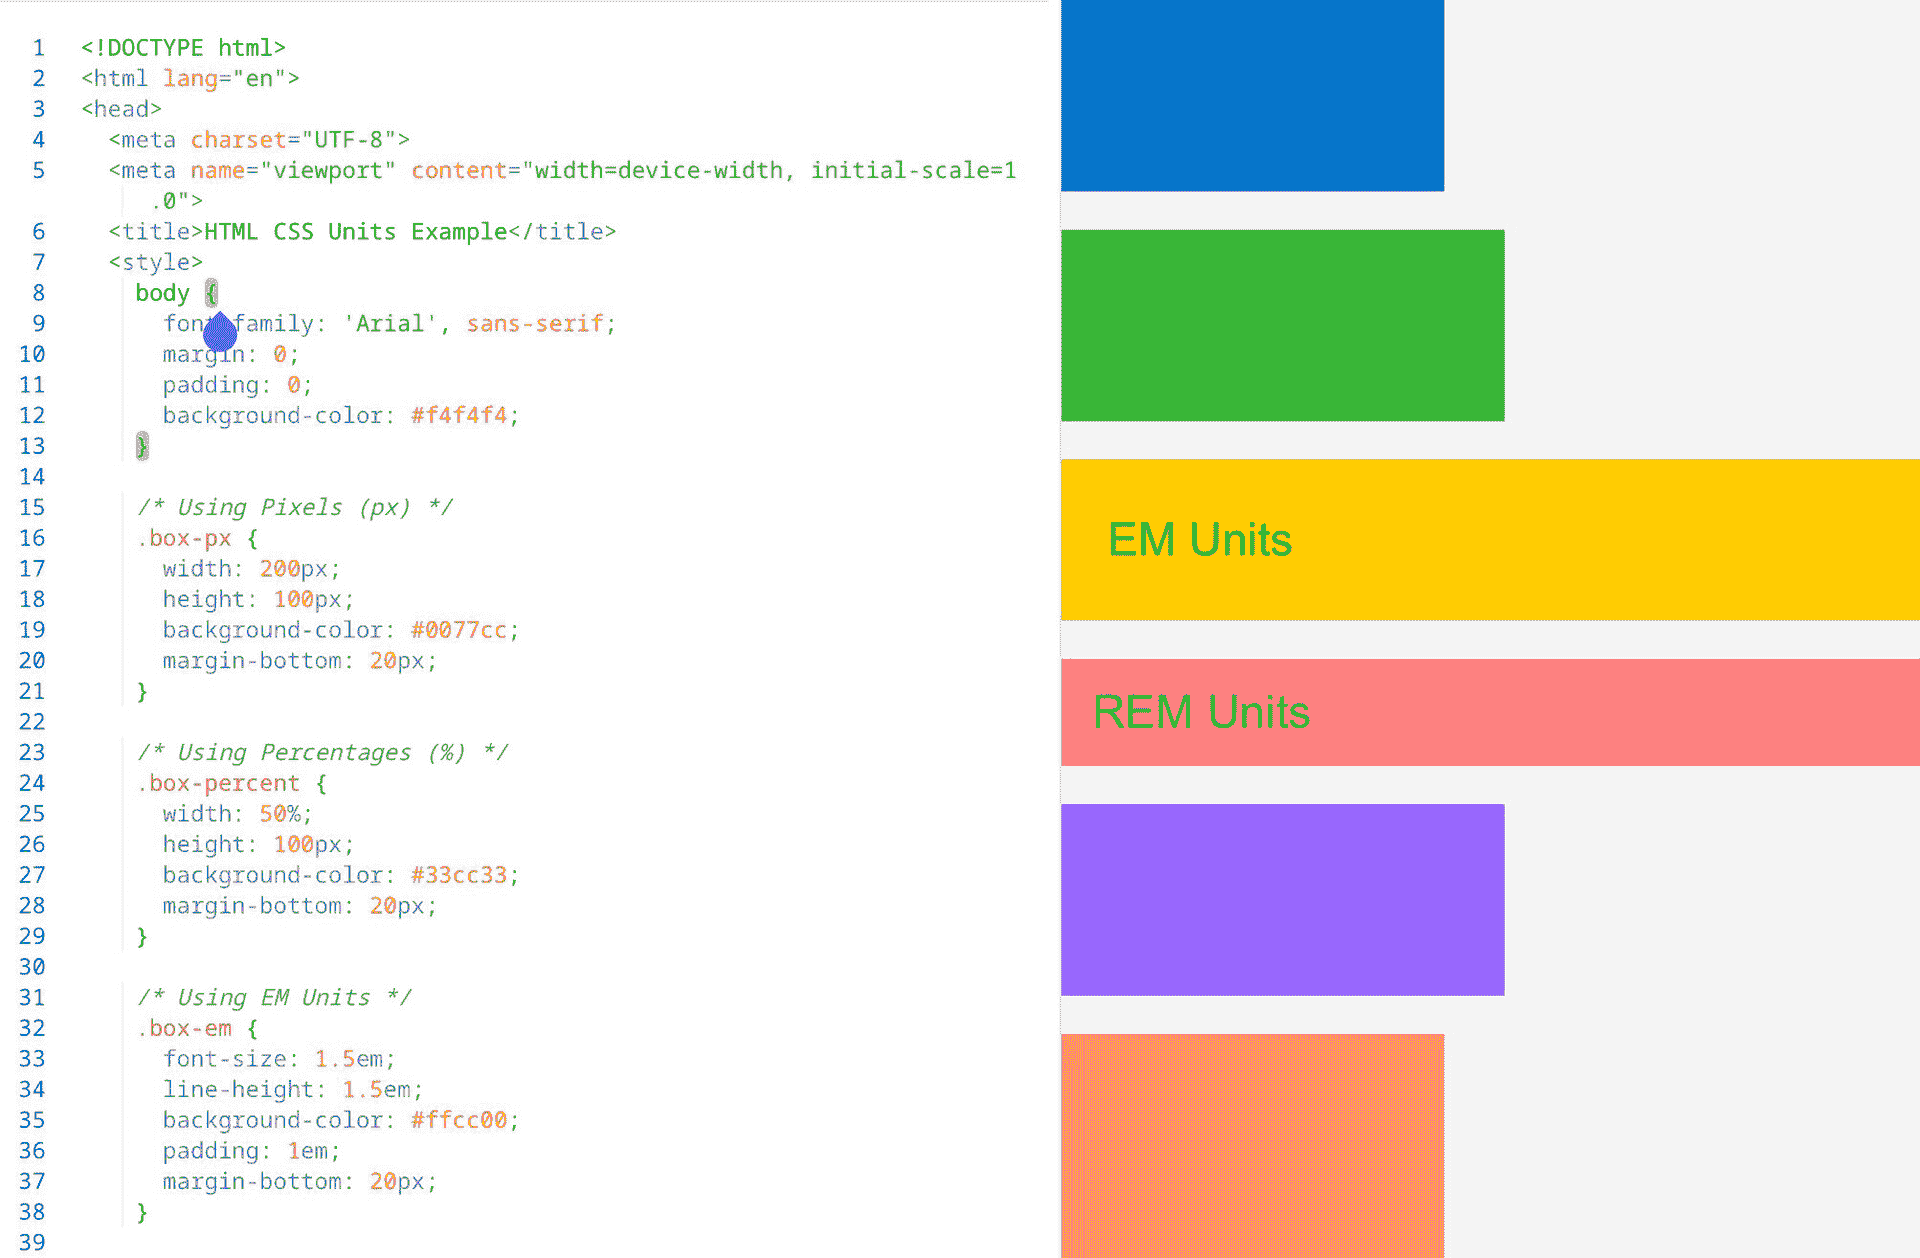 1 <!DOCTYPE html>
2 <html lang="en">
3 <head>
4 <meta charset="UTF-8">
5 <meta name="viewport" content="width=device-width, initial-scale=1
.0">
6 <title>HTML CSS Units Example</title>
7 <style>
8 body {
9 font-family: 'Arial', sans-serif;
10 margin: 0;
11 padding: 0;
12 background-color: #f4f4f4;
13 }
14
15 /* Using Pixels (px) */
16 .box-px {
17 width: 200px;
18 height: 100px;
19 background-color: #0077cc;
20 margin-bottom: 20px;
21 }
22
23 /* Using Percentages (%) */
24 .box-percent {
25 width: 50%;
26 height: 100px;
27 background-color: #33cc33;
28 margin-bottom: 20px;
29 }
30
31 /* Using EM Units */
32 .box-em {
33 font-size: 1.5em;
34 line-height: 1.5em;
35 background-color: #ffcc00;
36 padding: 1em;
37 margin-bottom: 20px;
38 }
39
EM Units
REM Units